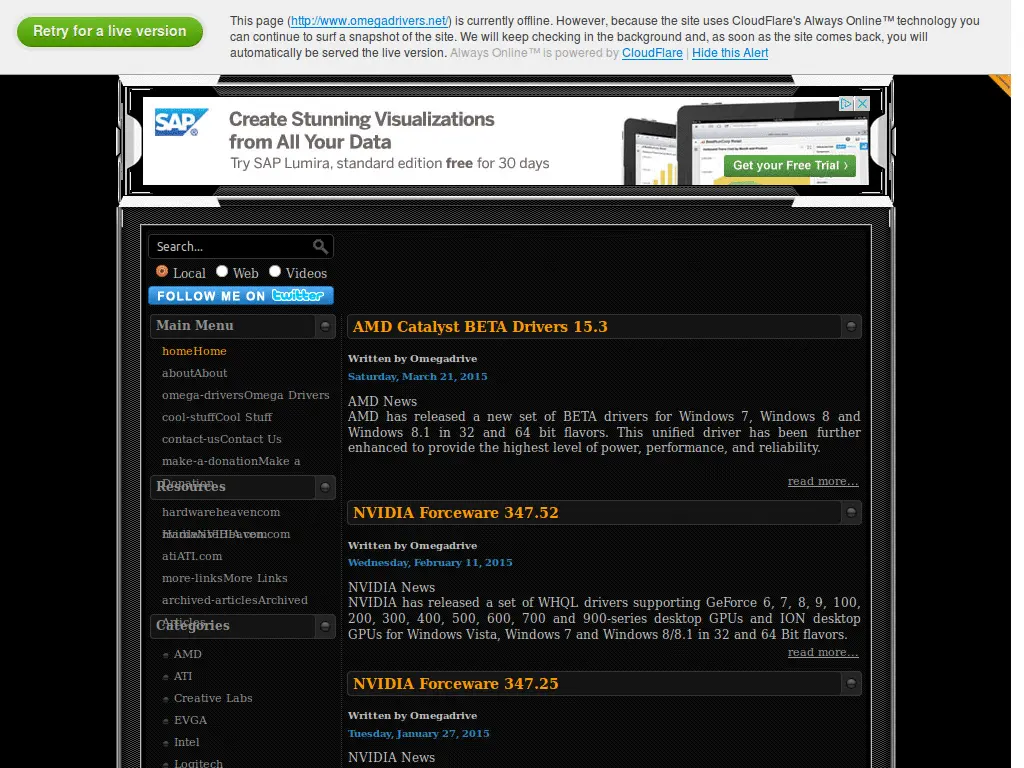 Retry for a live version
This page (http://www.omegadrivers.net/) is currently offline. However, because the site uses CloudFlare's Always Online™ technology you
can continue to surf a snapshot of the site. We will keep checking in the background and, as soon as the site comes back, you will
automatically be served the live version. Always Online™ is powered by CloudFlare | Hide this Alert
SAP
Create Stunning Visualizations
from All Your Data
Try SAP Lumira, standard edition free for 30 days
Get your Free Trial ›
Search...
Local Web Videos
FOLLOW ME ON twitter
Main Menu
homeHome
aboutAbout
omega-driversOmega Drivers
cool-stuffCool Stuff
contact-usContact Us
make-a-donationMake a
Donation
Resources
hardwareheavencom
atiATI.com
more-linksMore Links
archived-articlesArchived
Articles
Categories
AMD
ATI
Creative Labs
EVGA
Intel
Logitech
AMD Catalyst BETA Drivers 15.3
Written by Omegadrive
Saturday, March 21, 2015
AMD News
AMD has released a new set of BETA drivers for Windows 7, Windows 8 and
Windows 8.1 in 32 and 64 bit flavors. This unified driver has been further
enhanced to provide the highest level of power, performance, and reliability.
read more...
NVIDIA Forceware 347.52
Written by Omegadrive
Wednesday, February 11, 2015
NVIDIA News
NVIDIA has released a set of WHQL drivers supporting GeForce 6, 7, 8, 9, 100,
200, 300, 400, 500, 600, 700 and 900-series desktop GPUs and ION desktop
GPUs for Windows Vista, Windows 7 and Windows 8/8.1 in 32 and 64 Bit flavors.
read more...
NVIDIA Forceware 347.25
Written by Omegadrive
Tuesday, January 27, 2015
NVIDIA News